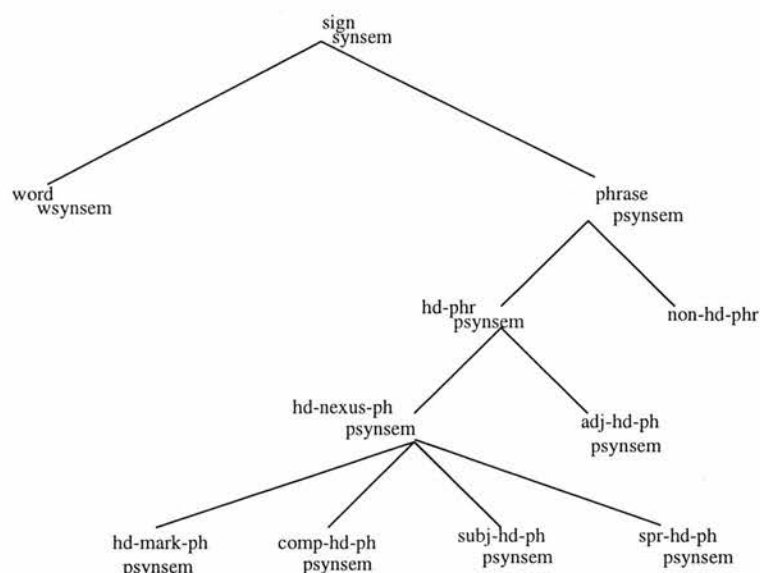 sign
synsem
word
wsynsem
phrase
psynsem
hd-phr
psynsem
non-hd-phr
hd-nexus-ph
psynsem
adj-hd-ph
psynsem
hd-mark-ph
psynsem
comp-hd-ph
psynsem
subj-hd-ph
psynsem
spr-hd-ph
psynsem